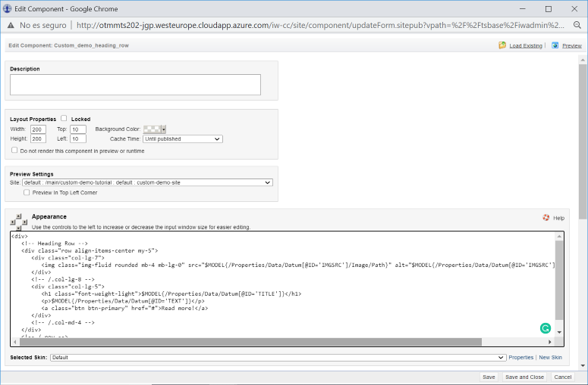 Edit Component - Google Chrome
No es seguro | http://otmmts202-jgp.westeurope.cloudapp.azure.com/iw-cc/site/component/updateForm.sitepub?vpath=%2F%2Ftsbase%2Fiwadmin%2...
Edit Component: Custom_demo_heading_row Load Existing | Preview
Description
Layout Properties Locked
Width: 200 Top: 10 Background Color:
Height: 200 Left: 10 Cache Time: Until published
Do not render this component in preview or runtime
Preview Settings
Site: default /main/custom-demo-tutorial default custom-demo-site
Preview In Top Left Corner
Appearance Help
Use the controls to the left to increase or decrease the input window size for easier editing.
<div>
<!-- Heading Row -->
<div class="row align-items-center my-5">
<div class="col-lg-7">
<img class="img-fluid rounded mb-4 mb-lg-0" src="$MODEL{/Properties/Data/Datum[@ID='IMGSRC']/Image/Path}" alt="$MODEL{/Properties/Data/Datum[@ID='IMGSRC']
</div>
<!-- /.col-lg-8 -->
<div class="col-lg-5">
<h1 class="font-weight-light">$MODEL{/Properties/Data/Datum[@ID='TITLE']}</h1>
<p>$MODEL{/Properties/Data/Datum[@ID='TEXT']}</p>
<a class="btn btn-primary" href="#">Read more!</a>
</div>
<!-- /.col-md-4 -->
</div>
Selected Skin: Default Properties | New Skin
Save Save and Close Cancel